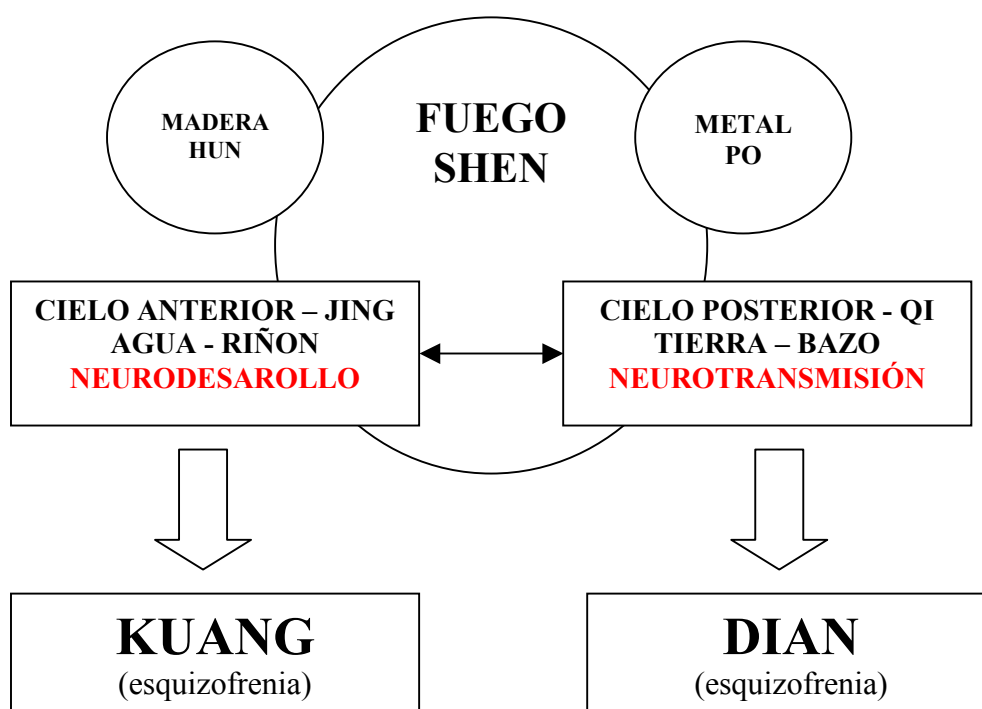 MADERA
HUN
FUEGO
SHEN
METAL
PO
CIELO ANTERIOR – JING
AGUA - RIÑON
NEURODESAROLLO
CIELO POSTERIOR - QI
TIERRA – BAZO
NEUROTRANSMISIÓN
KUANG
(esquizofrenia)
DIAN
(esquizofrenia)